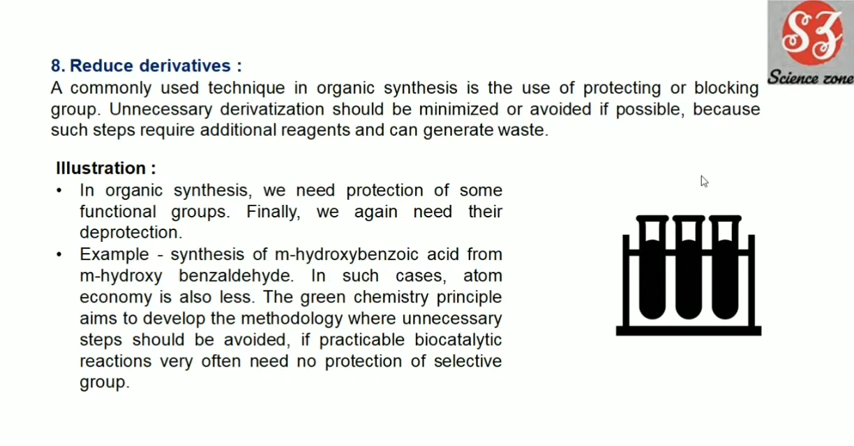 SZ
Science zone
8. Reduce derivatives :
A commonly used technique in organic synthesis is the use of protecting or blocking
group. Unnecessary derivatization should be minimized or avoided if possible, because
such steps require additional reagents and can generate waste.
Illustration :
• In organic synthesis, we need protection of some
functional groups. Finally, we again need their
deprotection.
• Example - synthesis of m-hydroxybenzoic acid from
m-hydroxy benzaldehyde. In such cases, atom
economy is also less. The green chemistry principle
aims to develop the methodology where unnecessary
steps should be avoided, if practicable biocatalytic
reactions very often need no protection of selective
group.